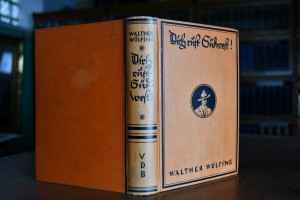 WALTHER
WÜLFING
Dich
ruft
Süd
west!
V
D
B
Dich ruft Südwest!
WALTHER WÜLFING